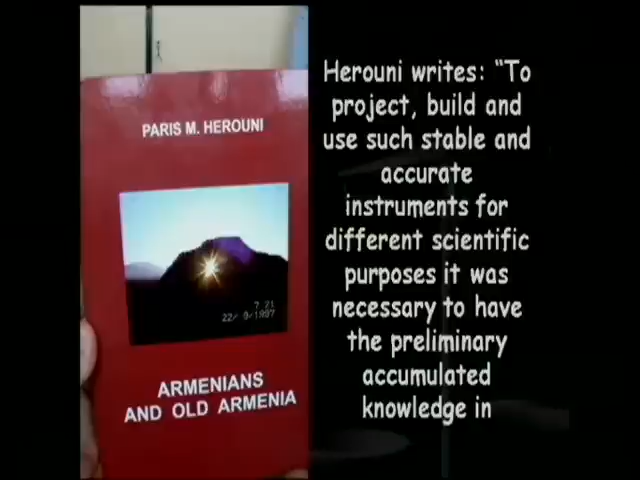 PARIS M. HEROUNI
7.21
22/ 9/1997
ARMENIANS
AND OLD ARMENIA
Herouni writes: “To
project, build and
use such stable and
accurate
instruments for
different scientific
purposes it was
necessary to have
the preliminary
accumulated
knowledge in